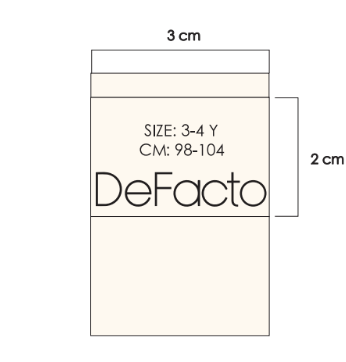 3 cm
SIZE: 3-4 Y
CM: 98-104
2 cm
DeFacto